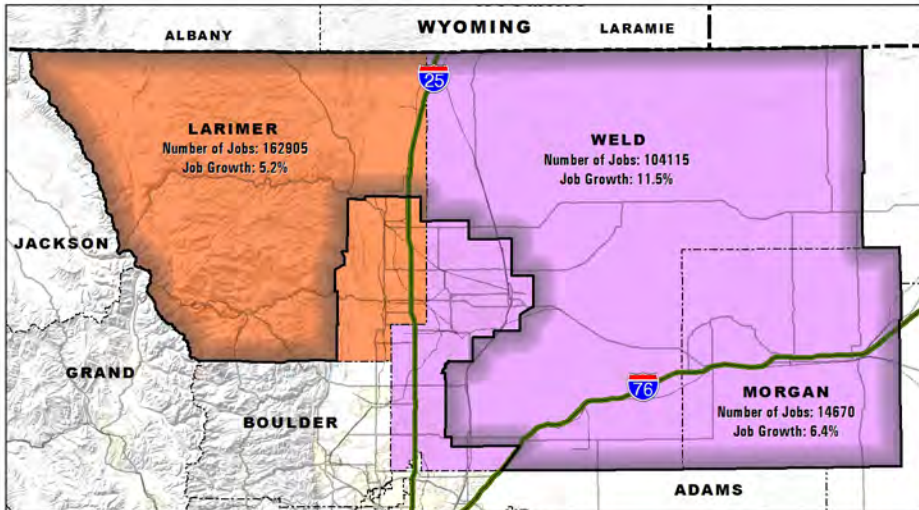 WYOMING
ALBANY
LARAMIE
25
LARIMER
Number of Jobs: 162905
Job Growth: 5.2%
WELD
Number of Jobs: 104115
Job Growth: 11.5%
JACKSON
GRAND
BOULDER
76
MORGAN
Number of Jobs: 14670
Job Growth: 6.4%
ADAMS